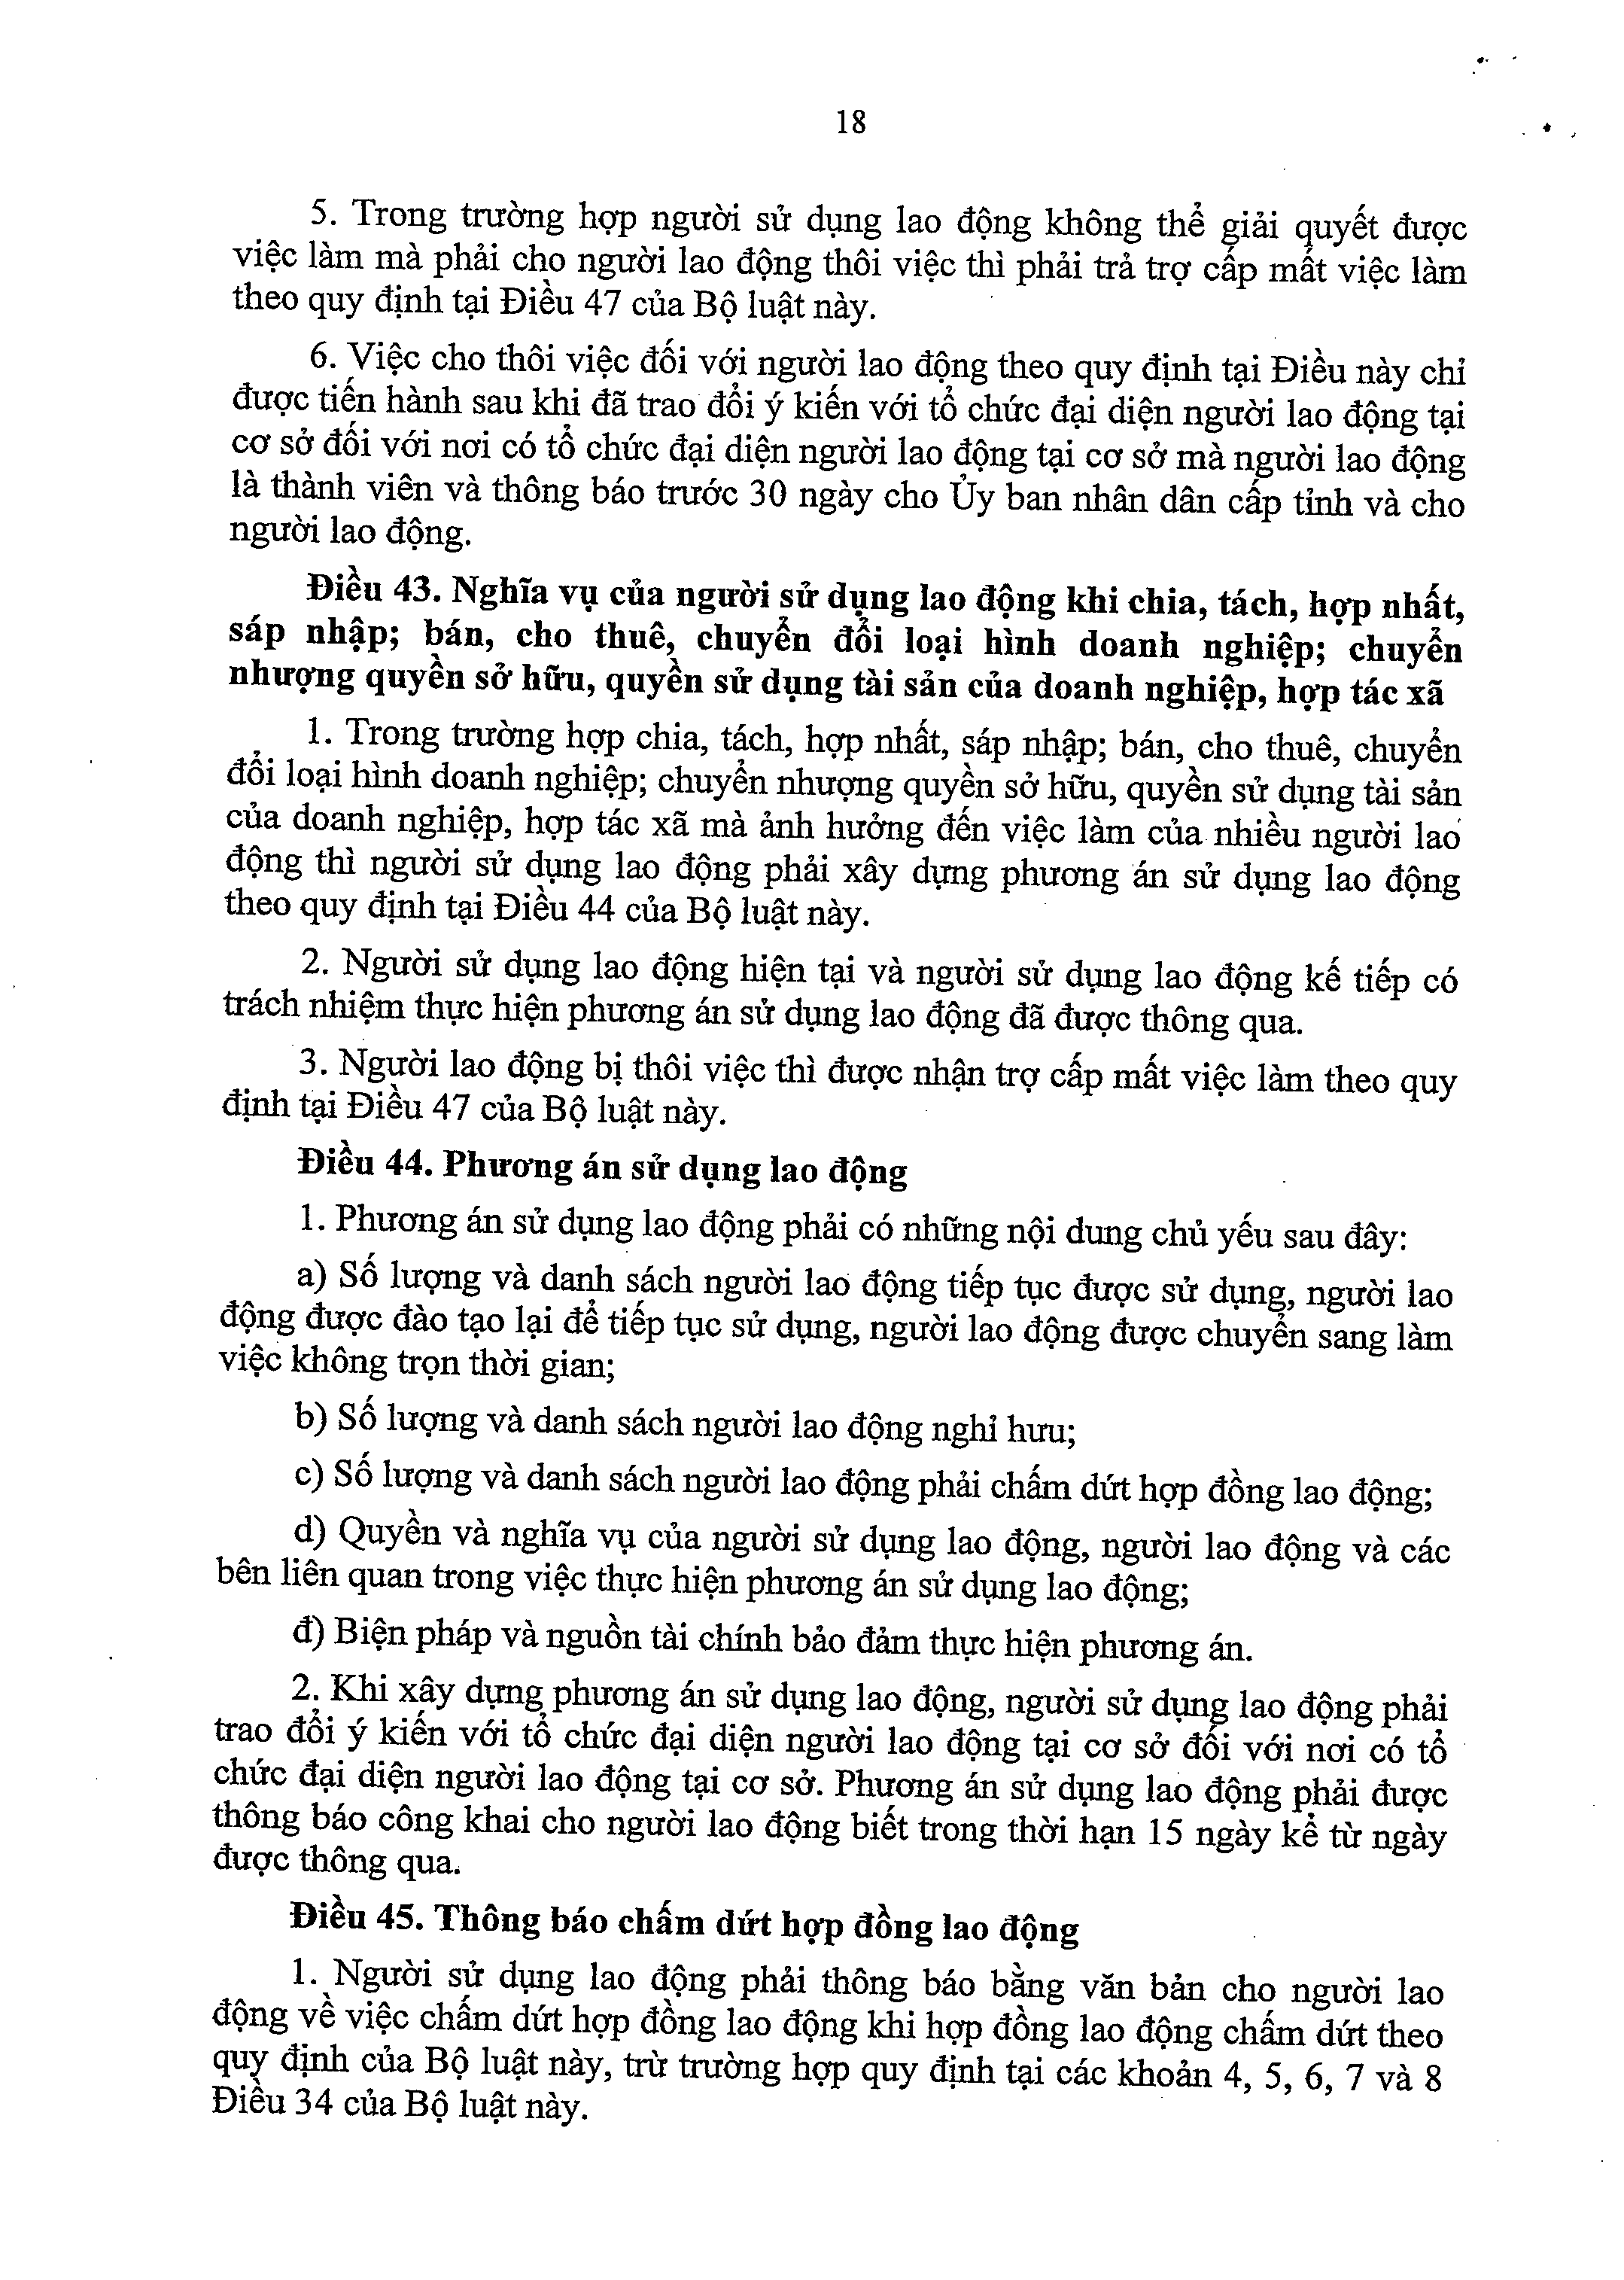 18
5. Trong trường hợp người sử dụng lao động không thể giải quyết được
việc làm mà phải cho người lao động thôi việc thì phải trả trợ cấp mất việc làm
theo quy định tại Điều 47 của Bộ luật này.
6. Việc cho thôi việc đối với người lao động theo quy định tại Điều này chỉ
được tiến hành sau khi đã trao đổi ý kiến với tổ chức đại diện người lao động tại
cơ sở đối với nơi có tổ chức đại diện người lao động tại cơ sở mà người lao động
là thành viên và thông báo trước 30 ngày cho Ủy ban nhân dân cấp tỉnh và cho
người lao động.
Điều 43. Nghĩa vụ của người sử dụng lao động khi chia, tách, hợp nhất,
sáp nhập; bán, cho thuê, chuyển đổi loại hình doanh nghiệp; chuyển
nhượng quyền sở hữu, quyền sử dụng tài sản của doanh nghiệp, hợp tác xã
1. Trong trường hợp chia, tách, hợp nhất, sáp nhập; bán, cho thuê, chuyển
đổi loại hình doanh nghiệp; chuyển nhượng quyền sở hữu, quyền sử dụng tài sản
của doanh nghiệp, hợp tác xã mà ảnh hưởng đến việc làm của nhiều người lao
động thì người sử dụng lao động phải xây dựng phương án sử dụng lao động
theo quy định tại Điều 44 của Bộ luật này.
2. Người sử dụng lao động hiện tại và người sử dụng lao động kế tiếp có
trách nhiệm thực hiện phương án sử dụng lao động đã được thông qua.
3. Người lao động bị thôi việc thì được nhận trợ cấp mất việc làm theo quy
định tại Điều 47 của Bộ luật này.
Điều 44. Phương án sử dụng lao động
1. Phương án sử dụng lao động phải có những nội dung chủ yếu sau đây:
a) Số lượng và danh sách người lao động tiếp tục được sử dụng, người lao
động được đào tạo lại để tiếp tục sử dụng, người lao động được chuyển sang làm
việc không trọn thời gian;
b) Số lượng và danh sách người lao động nghỉ hưu;
c) Số lượng và danh sách người lao động phải chấm dứt hợp đồng lao động;
d) Quyền và nghĩa vụ của người sử dụng lao động, người lao động và các
bên liên quan trong việc thực hiện phương án sử dụng lao động;
đ) Biện pháp và nguồn tài chính bảo đảm thực hiện phương án.
2. Khi xây dựng phương án sử dụng lao động, người sử dụng lao động phải
trao đổi ý kiến với tổ chức đại diện người lao động tại cơ sở đối với nơi có tổ
chức đại diện người lao động tại cơ sở. Phương án sử dụng lao động phải được
thông báo công khai cho người lao động biết trong thời hạn 15 ngày kể từ ngày
được thông qua.
Điều 45. Thông báo chấm dứt hợp đồng lao động
1. Người sử dụng lao động phải thông báo bằng văn bản cho người lao
động về việc chấm dứt hợp đồng lao động khi hợp đồng lao động chấm dứt theo
quy định của Bộ luật này, trừ trường hợp quy định tại các khoản 4, 5, 6, 7 và 8
Điều 34 của Bộ luật này.